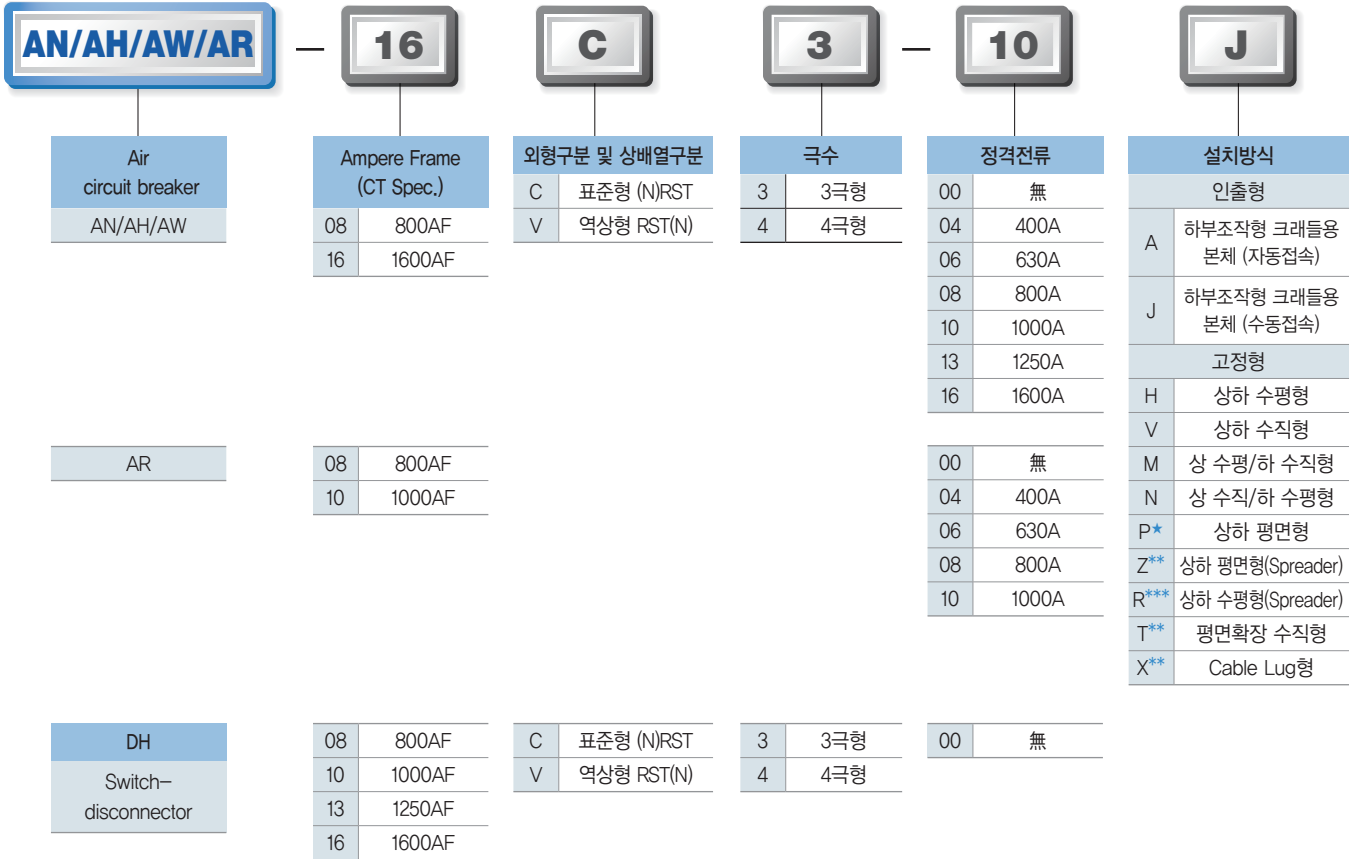 AN/AH/AW/AR – 16 C 3 – 10 J
Air
circuit breaker
AN/AH/AW
Ampere Frame
(CT Spec.)
08 800AF
16 1600AF
외형구분 및 상배열구분
C 표준형 (N)RST
V 역상형 RST(N)
극수
3 3극형
4 4극형
정격전류
00 無
04 400A
06 630A
08 800A
10 1000A
13 1250A
16 1600A
설치방식
인출형
A 하부조작형 크래들용
본체 (자동접속)
J 하부조작형 크래들용
본체 (수동접속)
고정형
H 상하 수평형
V 상하 수직형
M 상 수평/하 수직형
N 상 수직/하 수평형
P★ 상하 평면형
Z** 상하 평면형(Spreader)
R*** 상하 수평형(Spreader)
T** 평면확장 수직형
X** Cable Lug형
AR
08 800AF
10 1000AF
00 無
04 400A
06 630A
08 800A
10 1000A
DH
Switch–
disconnector
08 800AF
10 1000AF
13 1250AF
16 1600AF
C 표준형 (N)RST
V 역상형 RST(N)
3 3극형
4 4극형
00 無